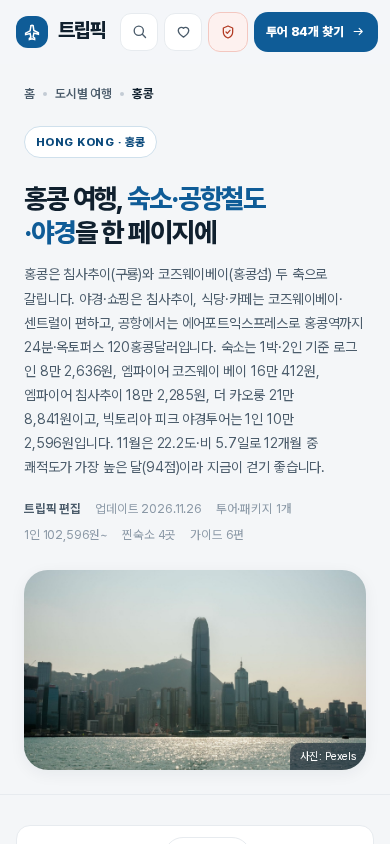 트립픽
투어 84개 찾기 →
홈 • 도시별 여행 • 홍콩
HONG KONG · 홍콩
홍콩 여행, 숙소·공항철도
·야경을 한 페이지에
홍콩은 침사추이(구룡)와 코즈웨이베이(홍콩섬) 두 축으로
갈립니다. 야경·쇼핑은 침사추이, 식당·카페는 코즈웨이베이·
센트럴이 편하고, 공항에서는 에어포트익스프레스로 홍콩역까지
24분·옥토퍼스 120홍콩달러입니다. 숙소는 1박·2인 기준 로그
인 8만 2,636원, 엠파이어 코즈웨이 베이 16만 412원,
엠파이어 침사추이 18만 2,285원, 더 카오룽 21만
8,841원이고, 빅토리아 피크 야경투어는 1인 10만
2,596원입니다. 11월은 22.2도·비 5.7일로 12개월 중
쾌적도가 가장 높은 달(94점)이라 지금이 걷기 좋습니다.
트립픽 편집 업데이트 2026.11.26 투어·패키지 1개
1인 102,596원~ 찐숙소 4곳 가이드 6편
사진: Pexels